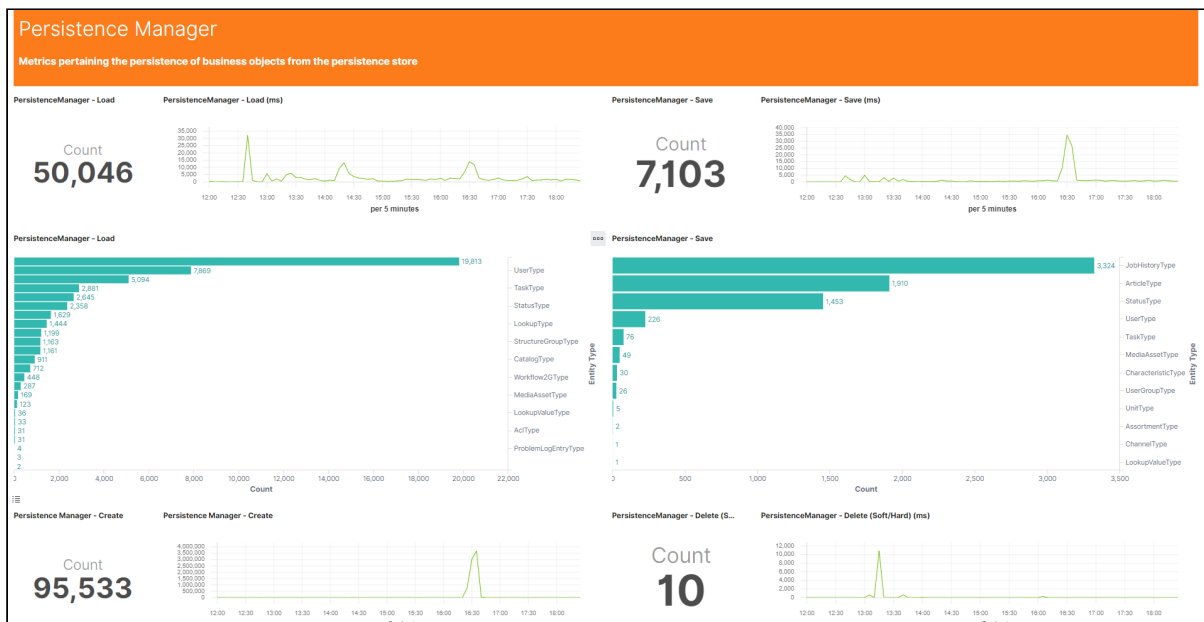 Persistence Manager
Metrics pertaining the persistence of business objects from the persistence store
PersistenceManager - Load
Count
50,046
PersistenceManager - Load (ms)
35,000
30,000
25,000
20,000
15,000
10,000
5,000
0
12:00 12:30 13:00 13:30 14:00 14:30 15:00 15:30 16:00 16:30 17:00 17:30 18:00
per 5 minutes
PersistenceManager - Save
Count
7,103
PersistenceManager - Save (ms)
40,000
35,000
30,000
25,000
20,000
15,000
10,000
5,000
0
12:00 12:30 13:00 13:30 14:00 14:30 15:00 15:30 16:00 16:30 17:00 17:30 18:00
per 5 minutes
PersistenceManager - Load
19,813
7,869 UserType
5,094
2,881 TaskType
2,645
2,358 StatusType
1,629
1,444 LookupType
1,199
1,163 StructureGroupType
1,161
911 CatalogType
712
448 Workflow2GType
287
169 MediaAssetType
123
36 LookupValueType
33
31 AclType
31
4 ProblemLogEntryType
3
2
Entity Type
0 2,000 4,000 6,000 8,000 10,000 12,000 14,000 16,000 18,000 20,000 22,000
Count
PersistenceManager - Save
3,324 JobHistoryType
1,910 ArticleType
1,453 StatusType
226 UserType
76 TaskType
49 MediaAssetType
30 CharacteristicType
26 UserGroupType
5 UnitType
2 AssortmentType
1 ChannelType
1 LookupValueType
Entity Type
0 500 1,000 1,500 2,000 2,500 3,000 3,500
Count
Persistence Manager - Create
Count
95,533
Persistence Manager - Create
4,000,000
3,500,000
3,000,000
2,500,000
2,000,000
1,500,000
1,000,000
500,000
0
12:00 12:30 13:00 13:30 14:00 14:30 15:00 15:30 16:00 16:30 17:00 17:30 18:00
PersistenceManager - Delete (S...
Count
10
PersistenceManager - Delete (Soft/Hard) (ms)
12,000
10,000
8,000
6,000
4,000
2,000
0
12:00 12:30 13:00 13:30 14:00 14:30 15:00 15:30 16:00 16:30 17:00 17:30 18:00